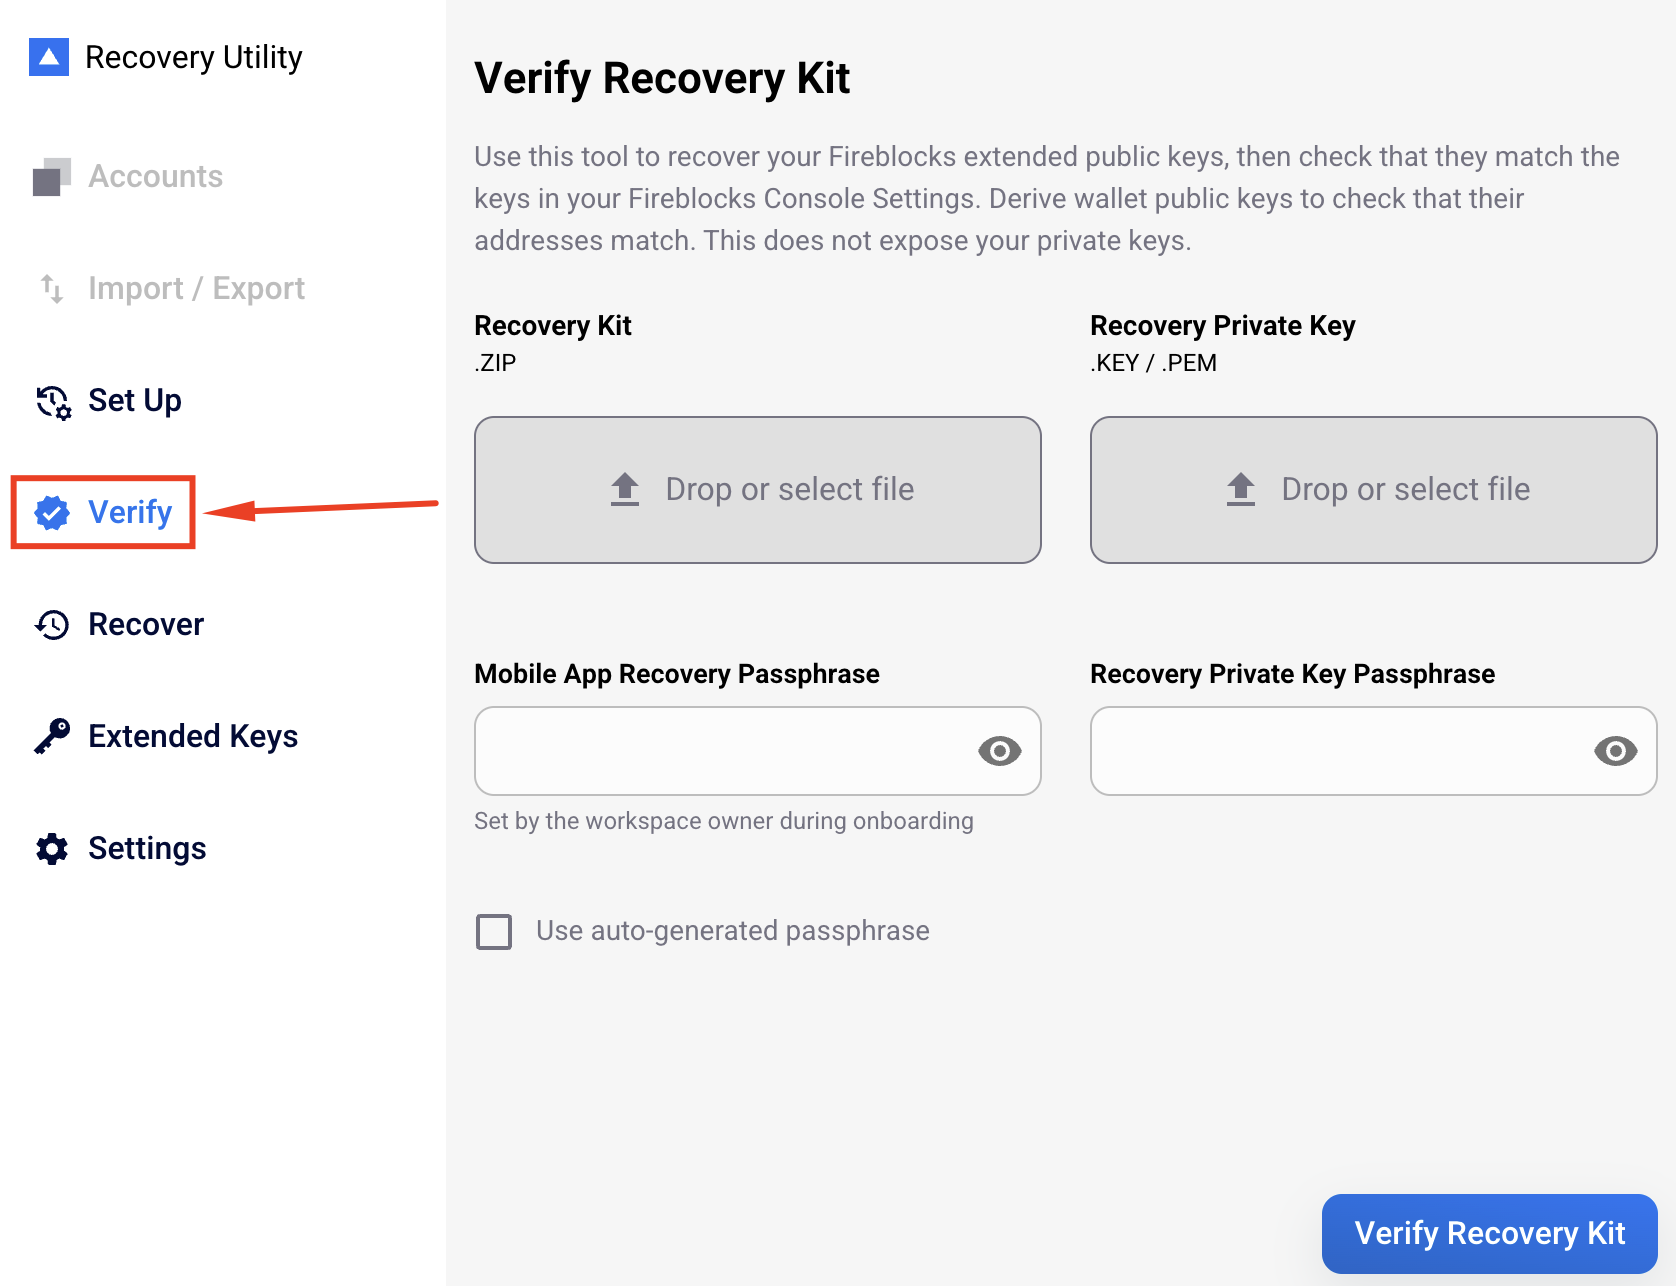 Recovery Utility
Accounts
Import / Export
Set Up
Verify
Recover
Extended Keys
Settings
Verify Recovery Kit
Use this tool to recover your Fireblocks extended public keys, then check that they match the
keys in your Fireblocks Console Settings. Derive wallet public keys to check that their
addresses match. This does not expose your private keys.
Recovery Kit
.ZIP
Drop or select file
Recovery Private Key
.KEY / .PEM
Drop or select file
Mobile App Recovery Passphrase
Set by the workspace owner during onboarding
Recovery Private Key Passphrase
Use auto-generated passphrase
Verify Recovery Kit